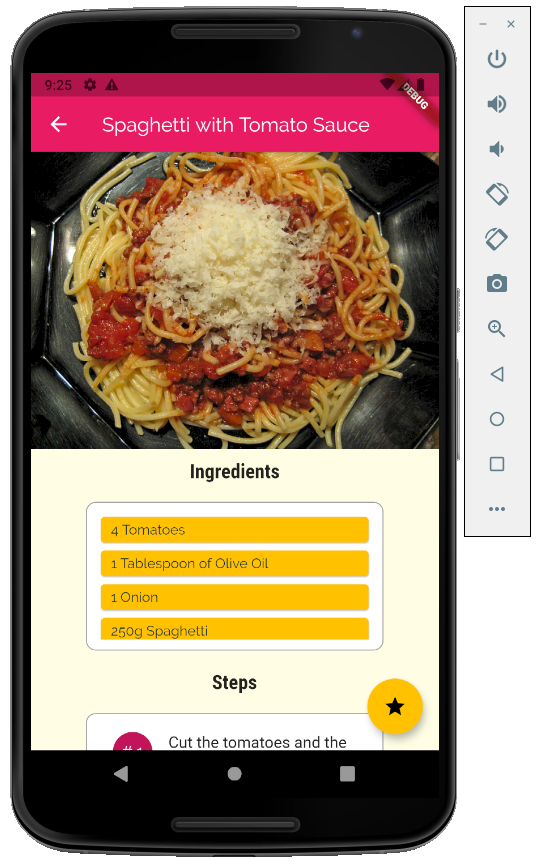 9:25
DEBUG
Spaghetti with Tomato Sauce
Ingredients
4 Tomatoes
1 Tablespoon of Olive Oil
1 Onion
250g Spaghetti
Steps
Cut the tomatoes and the